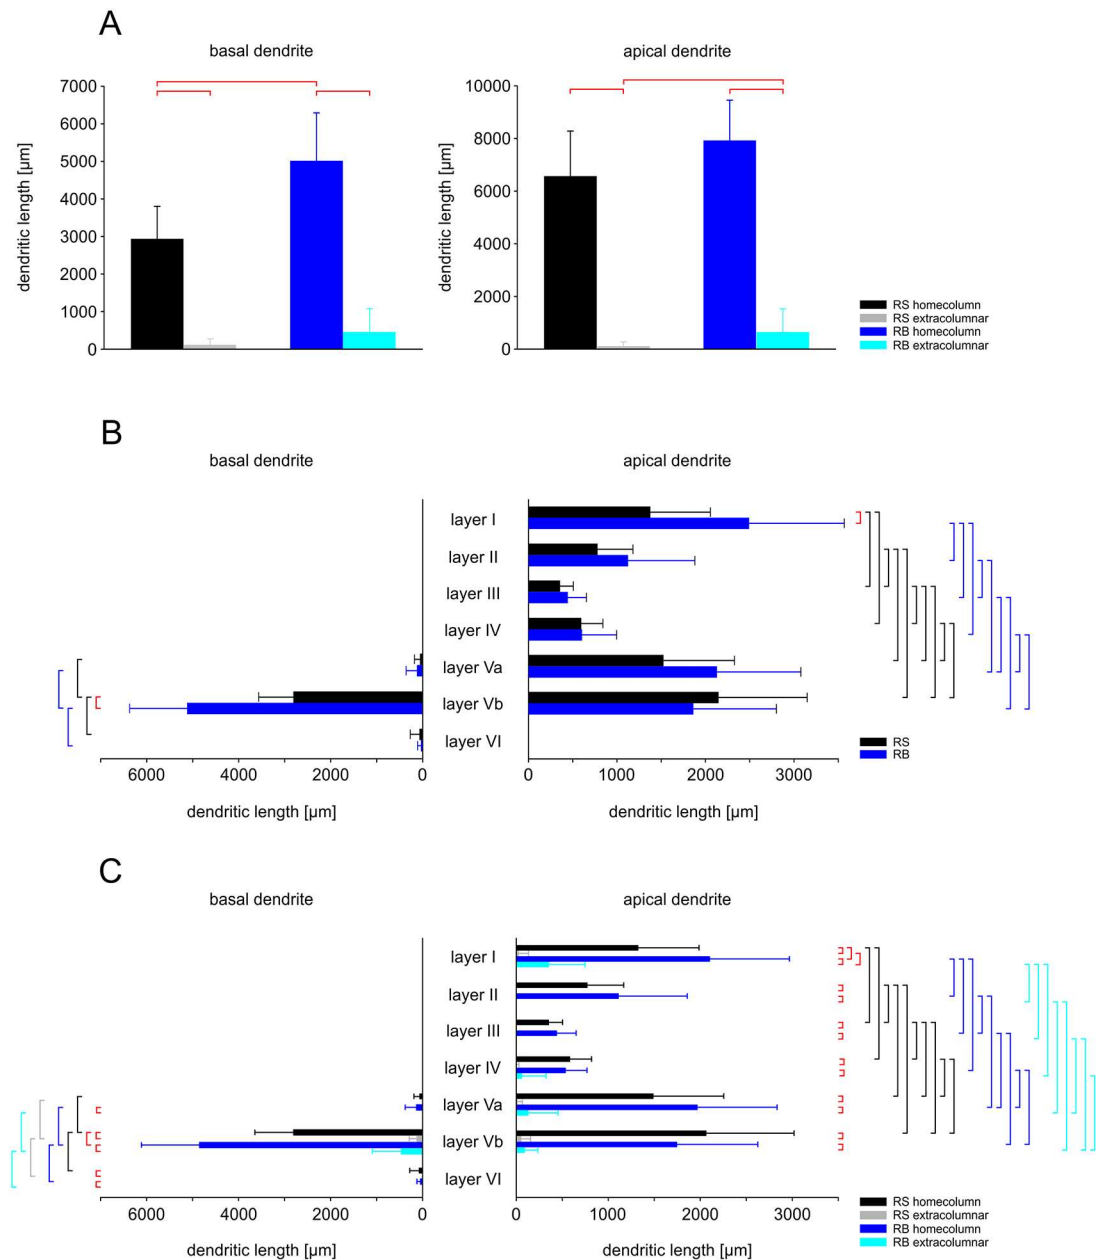 A
basal dendrite
apical dendrite
dendritic length [µm]
7000
6000
5000
4000
3000
2000
1000
0
dendritic length [µm]
10000
8000
6000
4000
2000
0
RS homecolumn
RS extracolumnar
RB homecolumn
RB extracolumnar
B
basal dendrite
apical dendrite
layer I
layer II
layer III
layer IV
layer Va
layer Vb
layer VI
RS
RB
6000 4000 2000 0
0 1000 2000 3000
dendritic length [µm]
dendritic length [µm]
C
basal dendrite
apical dendrite
layer I
layer II
layer III
layer IV
layer Va
layer Vb
layer VI
6000 4000 2000 0
0 1000 2000 3000
dendritic length [µm]
dendritic length [µm]
RS homecolumn
RS extracolumnar
RB homecolumn
RB extracolumnar